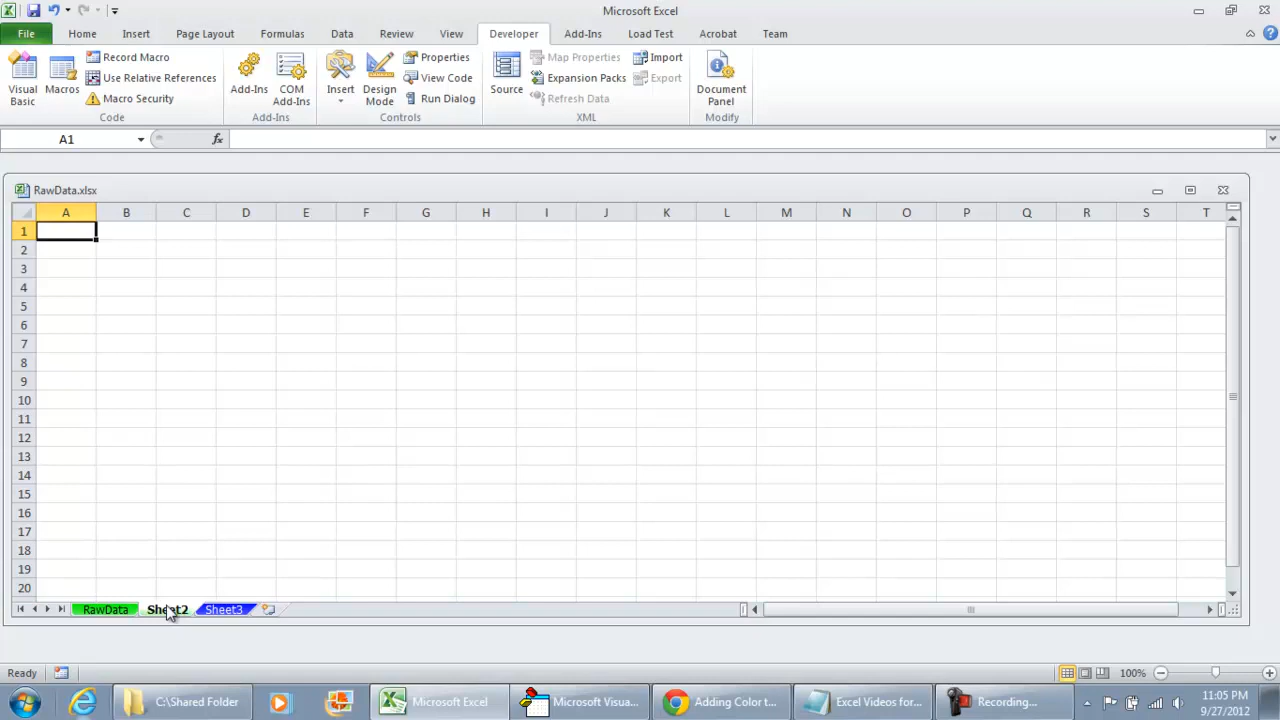 Microsoft Excel
File Home Insert Page Layout Formulas Data Review View Developer Add-Ins Load Test Acrobat Team
Visual Basic
Macros
Record Macro
Use Relative References
Macro Security
Code
Add-Ins
COM Add-Ins
Add-Ins
Insert
Design Mode
Properties
View Code
Run Dialog
Controls
Source
Map Properties
Expansion Packs
Refresh Data
Import
Export
XML
Document Panel
Modify
A1 fx
RawData.xlsx
A B C D E F G H I J K L M N O P Q R S T
1
2
3
4
5
6
7
8
9
10
11
12
13
14
15
16
17
18
19
20
RawData Sheet2 Sheet3
Ready 100%
C:\Shared Folder Microsoft Excel Microsoft Visua... Adding Color t... Excel Videos for... Recording...
11:05 PM
9/27/2012